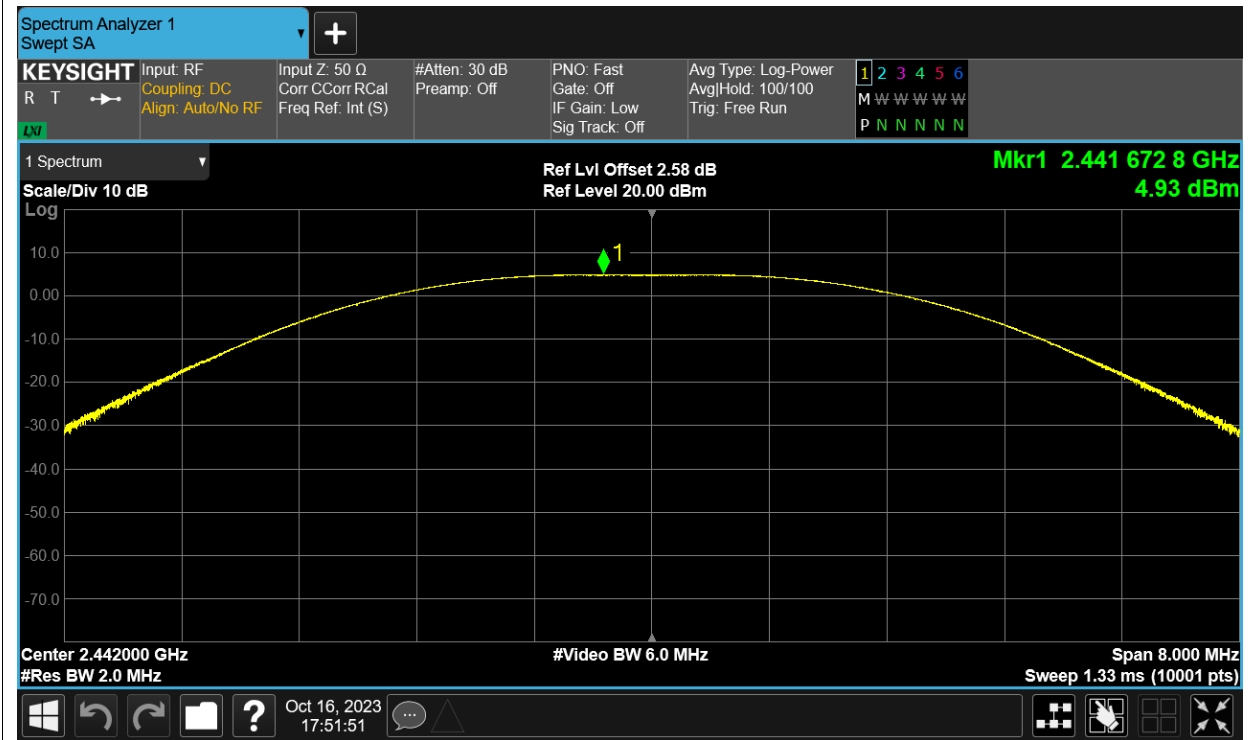 Spectrum Analyzer 1
Swept SA
KEYSIGHT
R T
LXI
Input: RF
Coupling: DC
Align: Auto/No RF
Input Z: 50 Ω
Corr CCorr RCal
Freq Ref: Int (S)
#Atten: 30 dB
Preamp: Off
PNO: Fast
Gate: Off
IF Gain: Low
Sig Track: Off
Avg Type: Log-Power
Avg|Hold: 100/100
Trig: Free Run
1 2 3 4 5 6
M W W W W W
P N N N N N N
1 Spectrum
Scale/Div 10 dB
Log
Ref Lvl Offset 2.58 dB
Ref Level 20.00 dBm
Mkr1 2.441 672 8 GHz
4.93 dBm
1
10.0
0.00
-10.0
-20.0
-30.0
-40.0
-50.0
-60.0
-70.0
Center 2.442000 GHz
#Res BW 2.0 MHz
#Video BW 6.0 MHz
Span 8.000 MHz
Sweep 1.33 ms (10001 pts)
?
Oct 16, 2023
17:51:51